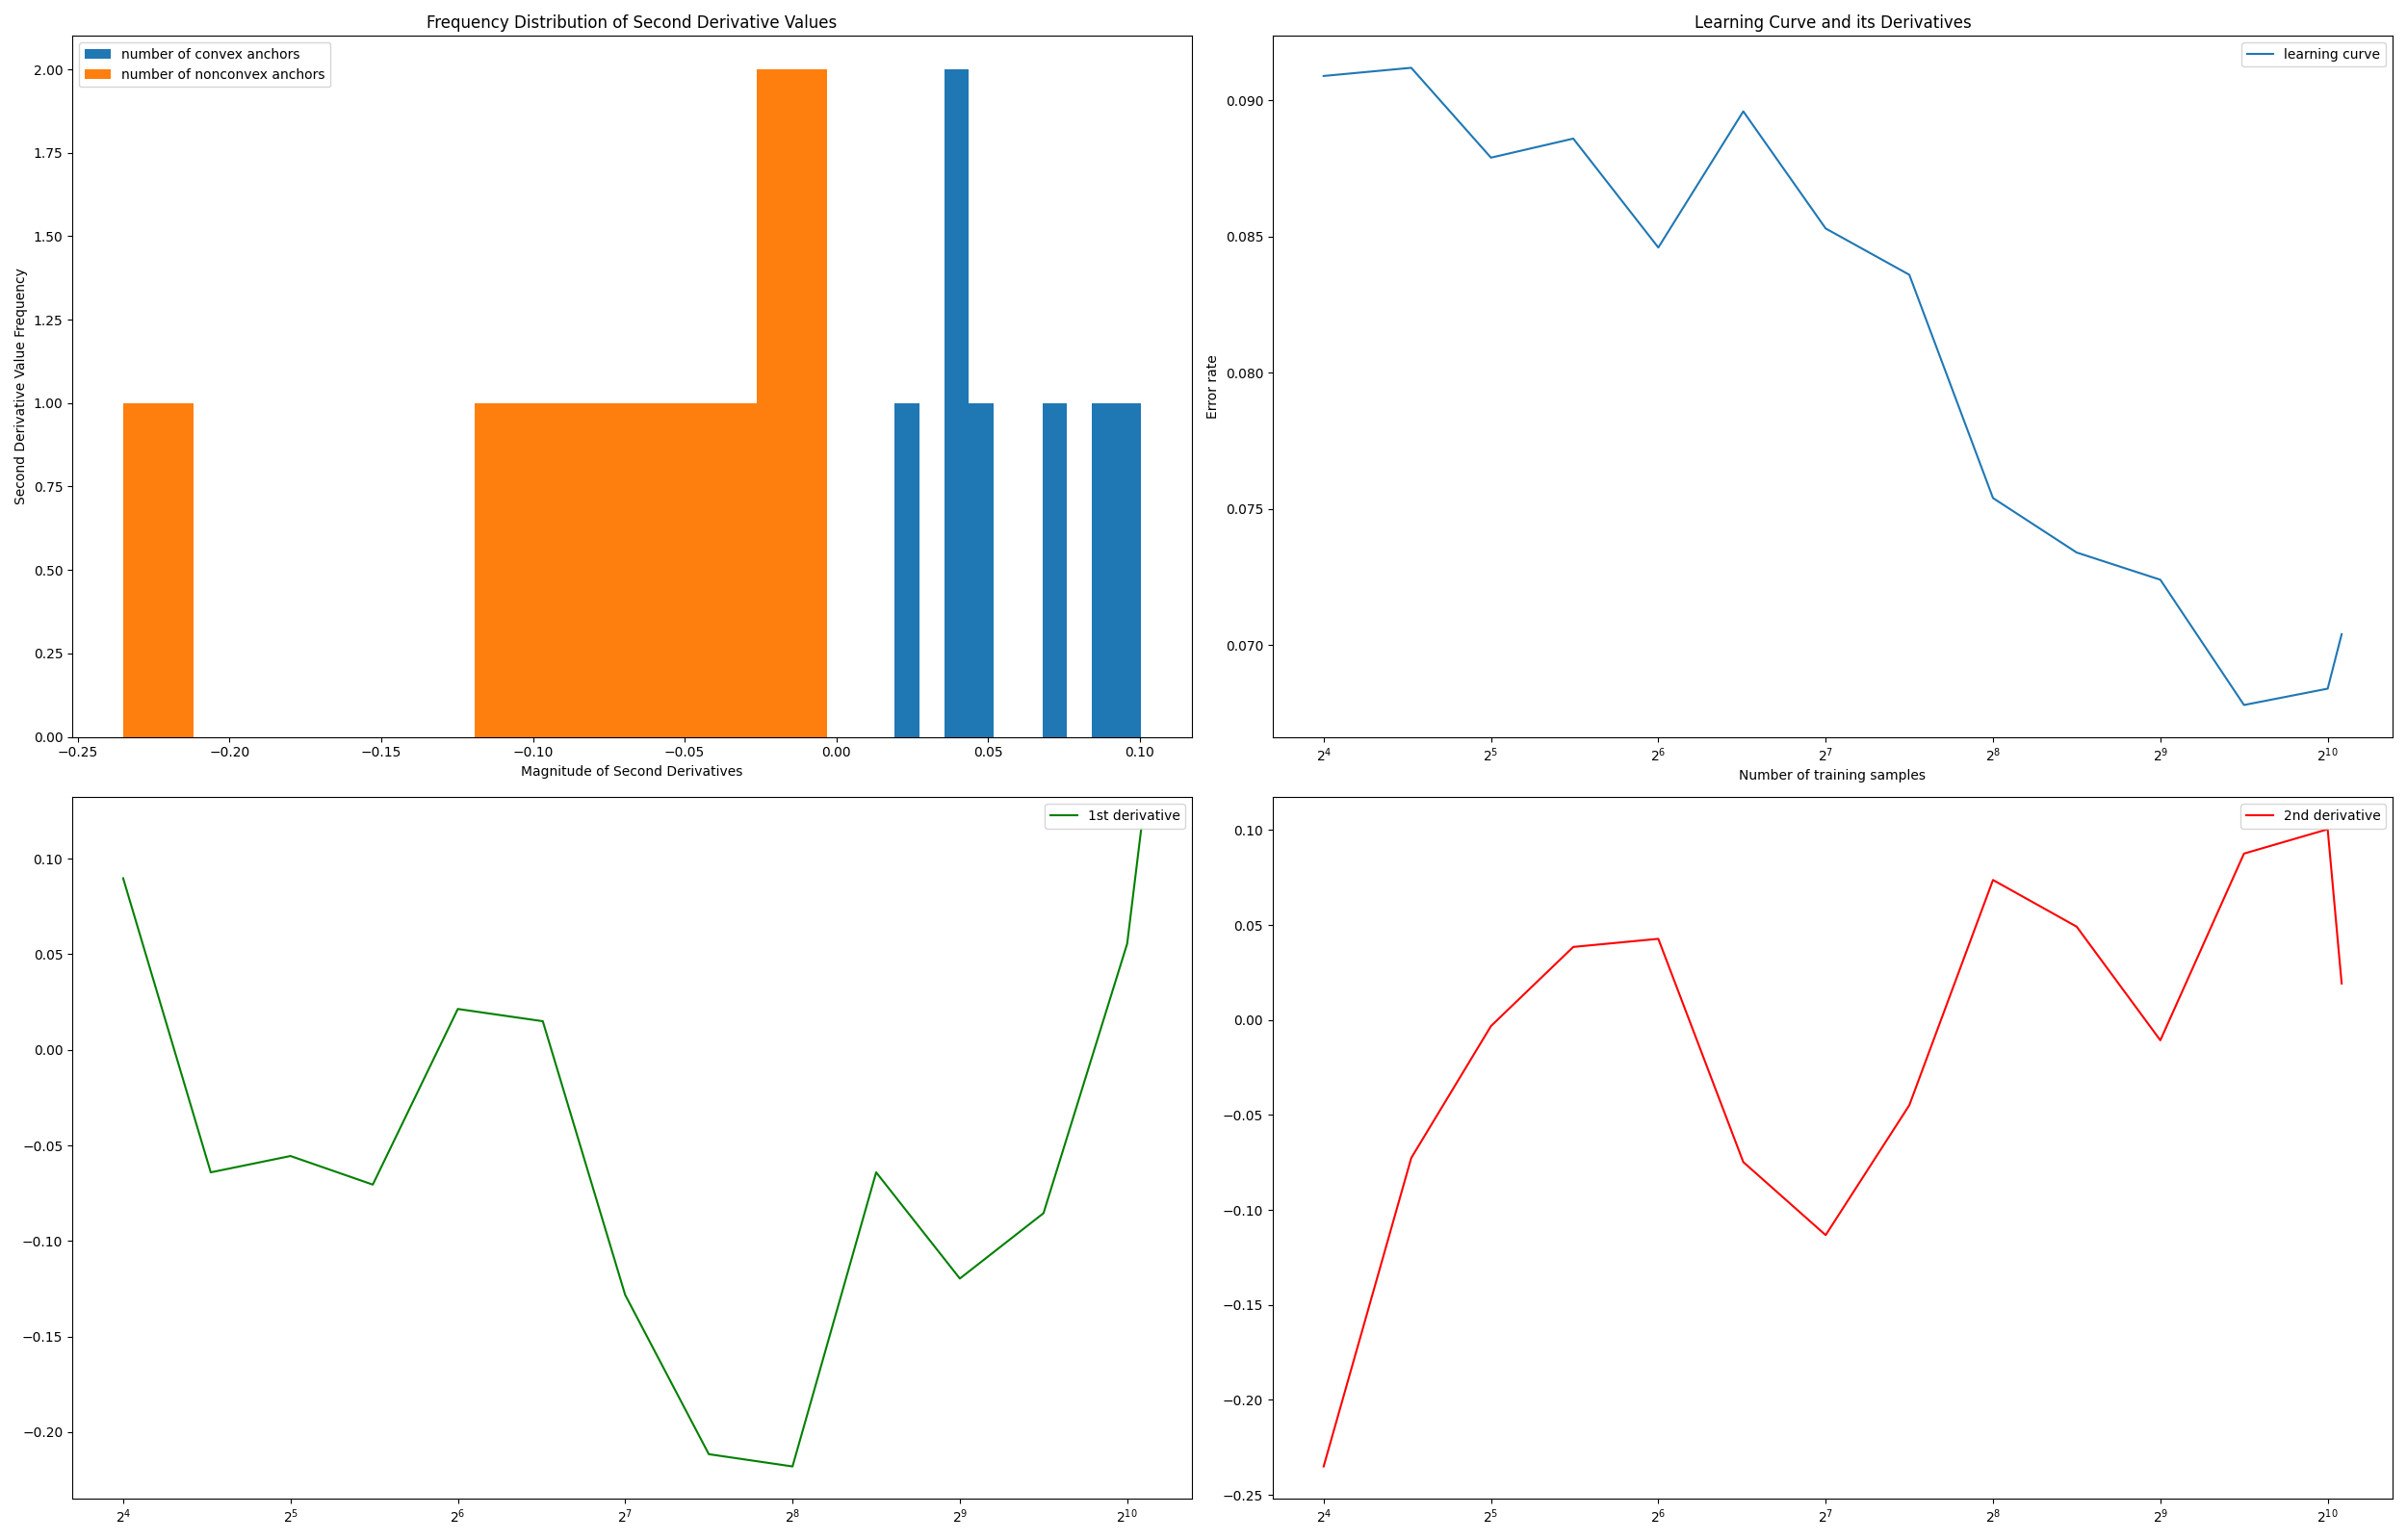 Frequency Distribution of Second Derivative Values
number of convex anchors
number of nonconvex anchors
Second Derivative Value Frequency
2.00
1.75
1.50
1.25
1.00
0.75
0.50
0.25
0.00
−0.25 −0.20 −0.15 −0.10 −0.05 0.00 0.05 0.10
Magnitude of Second Derivatives
Learning Curve and its Derivatives
learning curve
Error rate
0.090
0.085
0.080
0.075
0.070
2⁴ 2⁵ 2⁶ 2⁷ 2⁸ 2⁹ 2¹⁰
Number of training samples
1st derivative
0.10
0.05
0.00
−0.05
−0.10
−0.15
−0.20
2⁴ 2⁵ 2⁶ 2⁷ 2⁸ 2⁹ 2¹⁰
2nd derivative
0.10
0.05
0.00
−0.05
−0.10
−0.15
−0.20
−0.25
2⁴ 2⁵ 2⁶ 2⁷ 2⁸ 2⁹ 2¹⁰